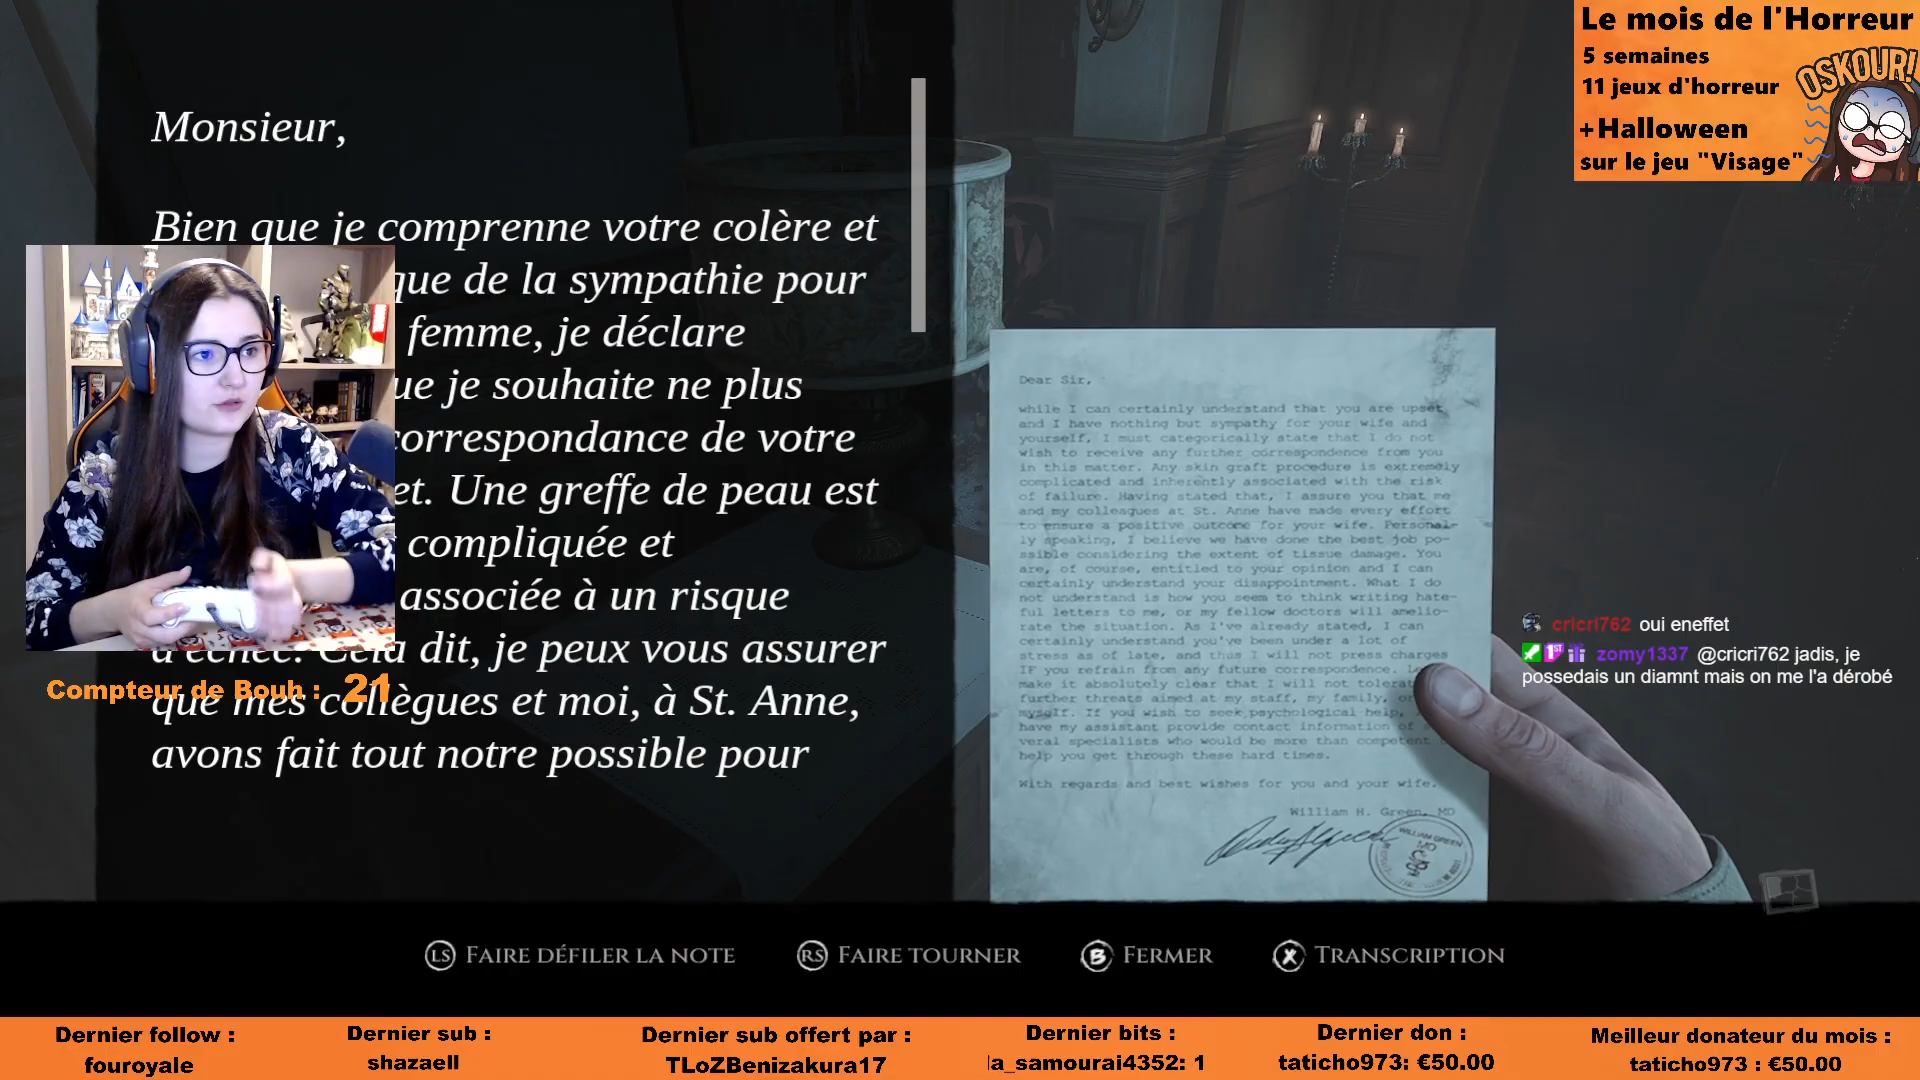 Monsieur,
Bien que je comprenne votre colère et
que de la sympathie pour
femme, je déclare
ue je souhaite ne plus
correspondance de votre
et. Une greffe de peau est
compliquée et
associée à un risque
d'échec. Cela dit, je peux vous assurer
que mes collègues et moi, à St. Anne,
avons fait tout notre possible pour
Compteur de Bouh : 21
Dear Sir,
while I can certainly understand that you are upset
and I have nothing but sympathy for your wife and
yourself, I must categorically state that I do not
wish to receive any further correspondence from you
in this matter. Any skin graft procedure is extremely
complicated and inherently associated with the risk
of failure. Having stated that, I assure you that me
and my colleagues at St. Anne have made every effort
to ensure a positive outcome for your wife. Personal-
ly speaking, I believe we have done the best job po-
ssible considering the extent of tissue damage. You
are, of course, entitled to your opinion and I can
certainly understand your disappointment. What I do
not understand is how you seem to think writing hate-
ful letters to me, or my fellow doctors will amelio-
rate the situation. As I've already stated, I can
certainly understand you've been under a lot of
stress as of late, and thus I will not press charges
IF you refrain from any future correspondence.
make it absolutely clear that I will not tolerat
further threats aimed at my staff, my family, or
myself. If you wish to seek psychological help,
have my assistant provide contact information of
veral specialists who would be more than competent
help you get through these hard times.
With regards and best wishes for you and your wife.
William H. Green, MD
WILLIAM GREEN
Le mois de l'Horreur
5 semaines
11 jeux d'horreur
+Halloween
sur le jeu "Visage"
OSKOUR!
cricri762 oui eneffet
1ST zomy1337 @cricri762 jadis, je
possedais un diamnt mais on me l'a dérobé
LS FAIRE DÉFILER LA NOTE RS FAIRE TOURNER B FERMER X TRANSCRIPTION
Dernier follow :
fouroyale
Dernier sub :
shazaell
Dernier sub offert par :
TLoZBenizakura17
Dernier bits :
la_samourai4352: 1
Dernier don :
taticho973: €50.00
Meilleur donateur du mois :
taticho973 : €50.00